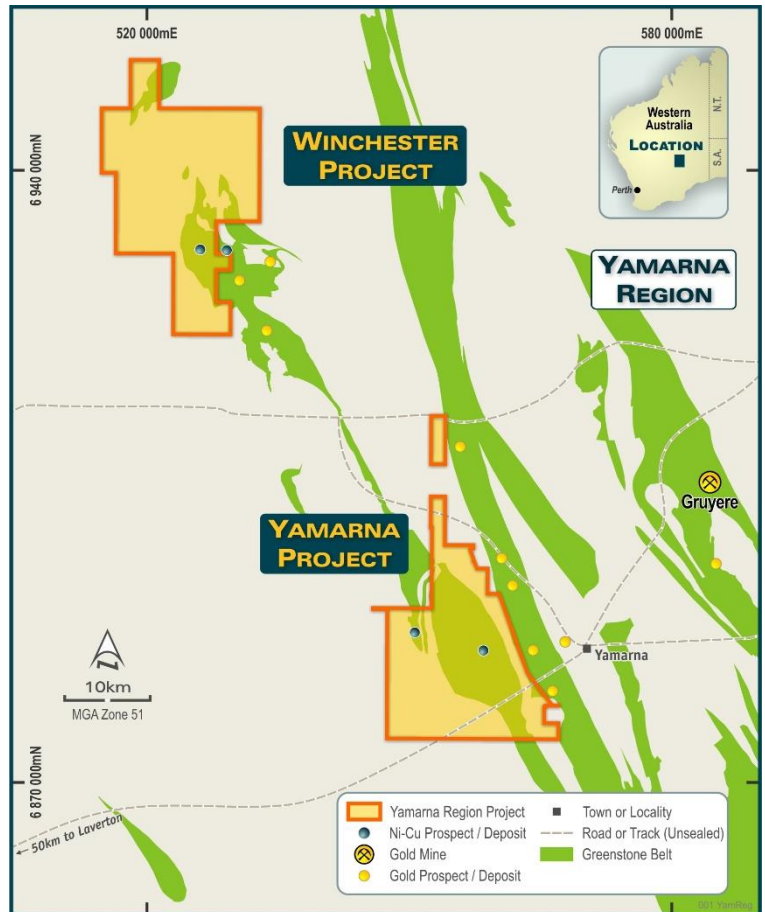 520 000mE
580 000mE
6 940 000mN
6 870 000mN
WINCHESTER
PROJECT
Western
Australia
LOCATION
N.T.
S.A.
Perth
YAMARNA
REGION
Gruyere
YAMARNA
PROJECT
Yamarna
N
10km
MGA Zone 51
← 50km to Laverton
Yamarna Region Project
Ni-Cu Prospect / Deposit
Gold Mine
Gold Prospect / Deposit
Town or Locality
Road or Track (Unsealed)
Greenstone Belt
001 YamReg